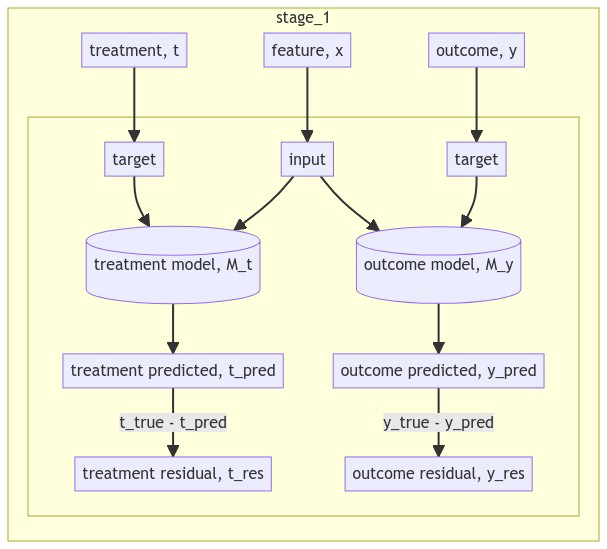 stage_1
treatment, t
feature, x
outcome, y
target
input
target
treatment model, M_t
outcome model, M_y
treatment predicted, t_pred
outcome predicted, y_pred
t_true - t_pred
y_true - y_pred
treatment residual, t_res
outcome residual, y_res